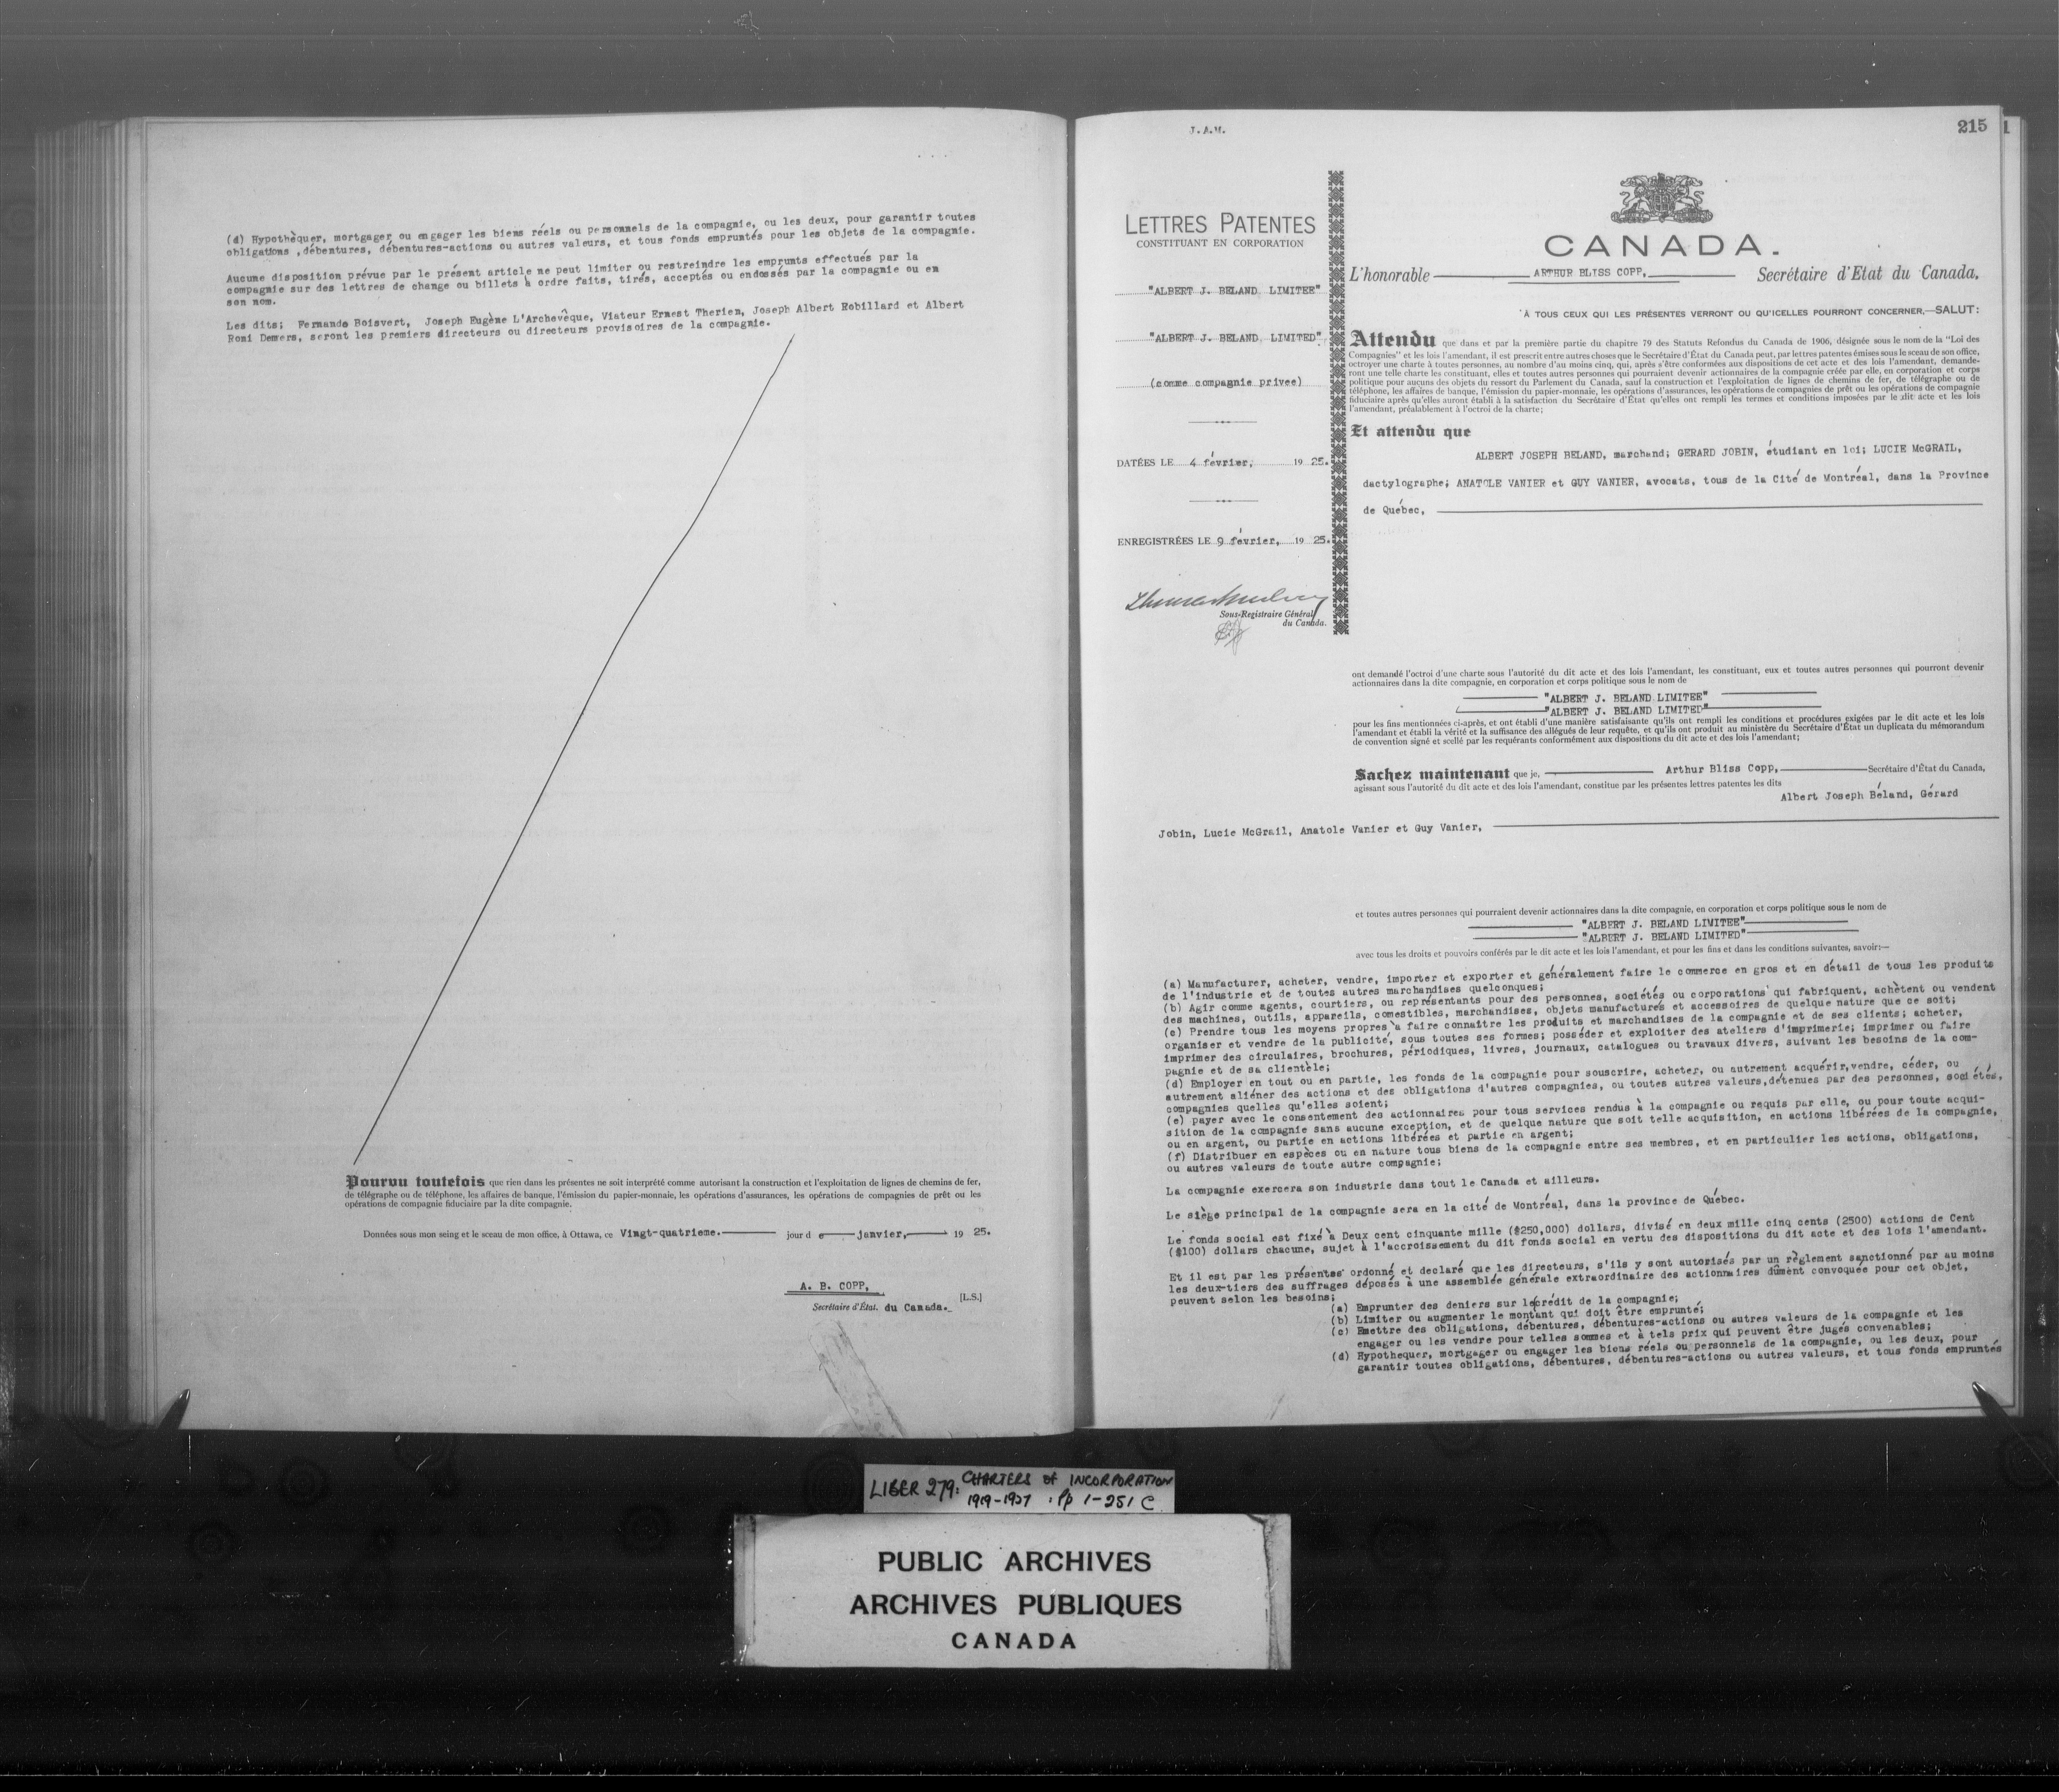 (d) Hypothèquer, mortgager ou engager les biens réels ou personnels de la compagnie, ou les deux, pour garantir toutes
obligations ,débentures, débentures-actions ou autres valeurs, et tous fonds empruntés pour les objets de la compagnie.
Aucune disposition prévue par le présent article ne peut limiter ou restreindre les emprunts effectués par la
compagnie sur des lettres de change ou billets à ordre faits, tirés, acceptés ou endossés par la compagnie ou en
son nom.
Les dits; Fernando Boisvert, Joseph Eugène L'Archevêque, Viateur Ernest Therien, Joseph Albert Robillard et Albert
Roni Demers, seront les premiers directeurs ou directeurs provisoires de la compagnie.
Pourvu toutefois que rien dans les présentes ne soit interprété comme autorisant la construction et l'exploitation de lignes de chemins de fer,
de télégraphe ou de téléphone, les affaires de banque, l'émission du papier-monnaie, les opérations d'assurances, les opérations de compagnies de prêt ou les
opérations de compagnie fiduciaire par la dite compagnie.
Données sous mon seing et le sceau de mon office, à Ottawa, ce Vingt-quatrieme. jour d e janvier, 19 25.
A. B. COPP,
[L.S.]
Secrétaire d'État. du Canada.
J.A.M.
215
1
LETTRES PATENTES
CONSTITUANT EN CORPORATION
"ALBERT J. BELAND LIMITEE"
"ALBERT J. BELAND LIMITED"
(comme compagnie privee)
DATÉES LE 4 février, 19 25.
ENREGISTRÉES LE 9 février, 19 25.
Sous-Registraire Général
du Canada.
CANADA.
L'honorable ARTHUR BLISS COPP, Secrétaire d'Etat du Canada.
À TOUS CEUX QUI LES PRÉSENTES VERRONT OU QU'ICELLES POURRONT CONCERNER,—SALUT:
Attendu que dans et par la première partie du chapitre 79 des Statuts Refondus du Canada de 1906, désignée sous le nom de la "Loi des
Compagnies" et les lois l'amendant, il est prescrit entre autres choses que le Secrétaire d'État du Canada peut, par lettres patentes émises sous le sceau de son office,
octroyer une charte à toutes personnes, au nombre d'au moins cinq, qui, après s'être conformées aux dispositions de cet acte et des lois l'amendant, demande-
ront une telle charte les constituant, elles et toutes autres personnes qui pourraient devenir actionnaires de la compagnie créée par elle, en corporation et corps
politique pour aucuns des objets du ressort du Parlement du Canada, sauf la construction et l'exploitation de lignes de chemins de fer, de télégraphe ou de
téléphone, les affaires de banque, l'émission du papier-monnaie, les opérations d'assurances, les opérations de compagnies de prêt ou les opérations de compagnie
fiduciaire après qu'elles auront établi à la satisfaction du Secrétaire d'État qu'elles ont rempli les termes et conditions imposées par le dit acte et les lois
l'amendant, préalablement à l'octroi de la charte;
Et attendu que
ALBERT JOSEPH BELAND, marchand; GERARD JOBIN, étudiant en loi; LUCIE McGRAIL,
dactylographe; ANATOLE VANIER et GUY VANIER, avocats, tous de la Cité de Montréal, dans la Province
de Québec,
ont demandé l'octroi d'une charte sous l'autorité du dit acte et des lois l'amendant, les constituant, eux et toutes autres personnes qui pourront devenir
actionnaires dans la dite compagnie, en corporation et corps politique sous le nom de
"ALBERT J. BELAND LIMITEE"
"ALBERT J. BELAND LIMITED"
pour les fins mentionnées ci-après, et ont établi d'une manière satisfaisante qu'ils ont rempli les conditions et procédures exigées par le dit acte et les lois
l'amendant et établi la vérité et la suffisance des allégués de leur requête, et qu'ils ont produit au ministère du Secrétaire d'État un duplicata du mémorandum
de convention signé et scellé par les requérants conformément aux dispositions du dit acte et des lois l'amendant;
Sachez maintenant que je, Arthur Bliss Copp, Secrétaire d'État du Canada,
agissant sous l'autorité du dit acte et des lois l'amendant, constitue par les présentes lettres patentes les dits
Albert Joseph Béland, Gérard
Jobin, Lucie McGrail, Anatole Vanier et Guy Vanier,
et toutes autres personnes qui pourraient devenir actionnaires dans la dite compagnie, en corporation et corps politique sous le nom de
"ALBERT J. BELAND LIMITEE"
"ALBERT J. BELAND LIMITED"
avec tous les droits et pouvoirs conférés par le dit acte et les lois l'amendant, et pour les fins et dans les conditions suivantes, savoir:—
(a) Manufacturer, acheter, vendre, importer et exporter et généralement faire le commerce en gros et en détail de tous les produits
de l'industrie et de toutes autres marchandises quelconques;
(b) Agir comme agents, courtiers, ou représentants pour des personnes, sociétés ou corporations qui fabriquent, achètent ou vendent
des machines, outils, appareils, comestibles, marchandises, objets manufacturés et accessoires de quelque nature que ce soit;
(c) Prendre tous les moyens propres à faire connaître les produits et marchandises de la compagnie et de ses clients; acheter,
organiser et vendre de la publicité, sous toutes ses formes; posséder et exploiter des ateliers d'imprimerie; imprimer ou faire
imprimer des circulaires, brochures, périodiques, livres, journaux, catalogues ou travaux divers, suivant les besoins de la com-
pagnie et de sa clientèle;
(d) Employer en tout ou en partie, les fonds de la compagnie pour souscrire, acheter, ou autrement acquérir,vendre, céder, ou
autrement aliéner des actions et des obligations d'autres compagnies, ou toutes autres valeurs,détenues par des personnes, sociétés,
compagnies quelles qu'elles soient;
(e) payer avec le consentement des actionnaires pour tous services rendus à la compagnie ou requis par elle, ou pour toute acqui-
sition de la compagnie sans aucune exception, et de quelque nature que soit telle acquisition, en actions libérées de la compagnie,
ou en argent, ou partie en actions libérées et partie en argent;
(f) Distribuer en espèces ou en nature tous biens de la compagnie entre ses membres, et en particulier les actions, obligations,
ou autres valeurs de toute autre compagnie;
La compagnie exercera son industrie dans tout le Canada et ailleurs.
Le siège principal de la compagnie sera en la cité de Montréal, dans la province de Québec.
Le fonds social est fixé à Deux cent cinquante mille ($250,000) dollars, divisé en deux mille cinq cents (2500) actions de Cent
($100) dollars chacune, sujet à l'accroissement du dit fonds social en vertu des dispositions du dit acte et des lois l'amendant.
Et il est par les présentes ordonné et declaré que les directeurs, s'ils y sont autorisés par un règlement sanctionné par au moins
les deux-tiers des suffrages déposés à une assemblée générale extraordinaire des actionnaires dûment convoquée pour cet objet,
peuvent selon les besoins;
(a) Emprunter des deniers sur le crédit de la compagnie;
(b) Limiter ou augmenter le montant qui doit être emprunté;
(c) Emettre des obligations, débentures, débentures-actions ou autres valeurs de la compagnie et les
engager ou les vendre pour telles sommes et à tels prix qui peuvent être jugés convenables;
(d) Hypothequer, mortgager ou engager les biens réels ou personnels de la compagnie, ou les deux, pour
garantir toutes obligations, débentures, débentures-actions ou autres valeurs, et tous fonds empruntés
LIBER 279: CHARTERS of INCORPORATION
1919-1927 : Pp 1-251 C
PUBLIC ARCHIVES
ARCHIVES PUBLIQUES
CANADA